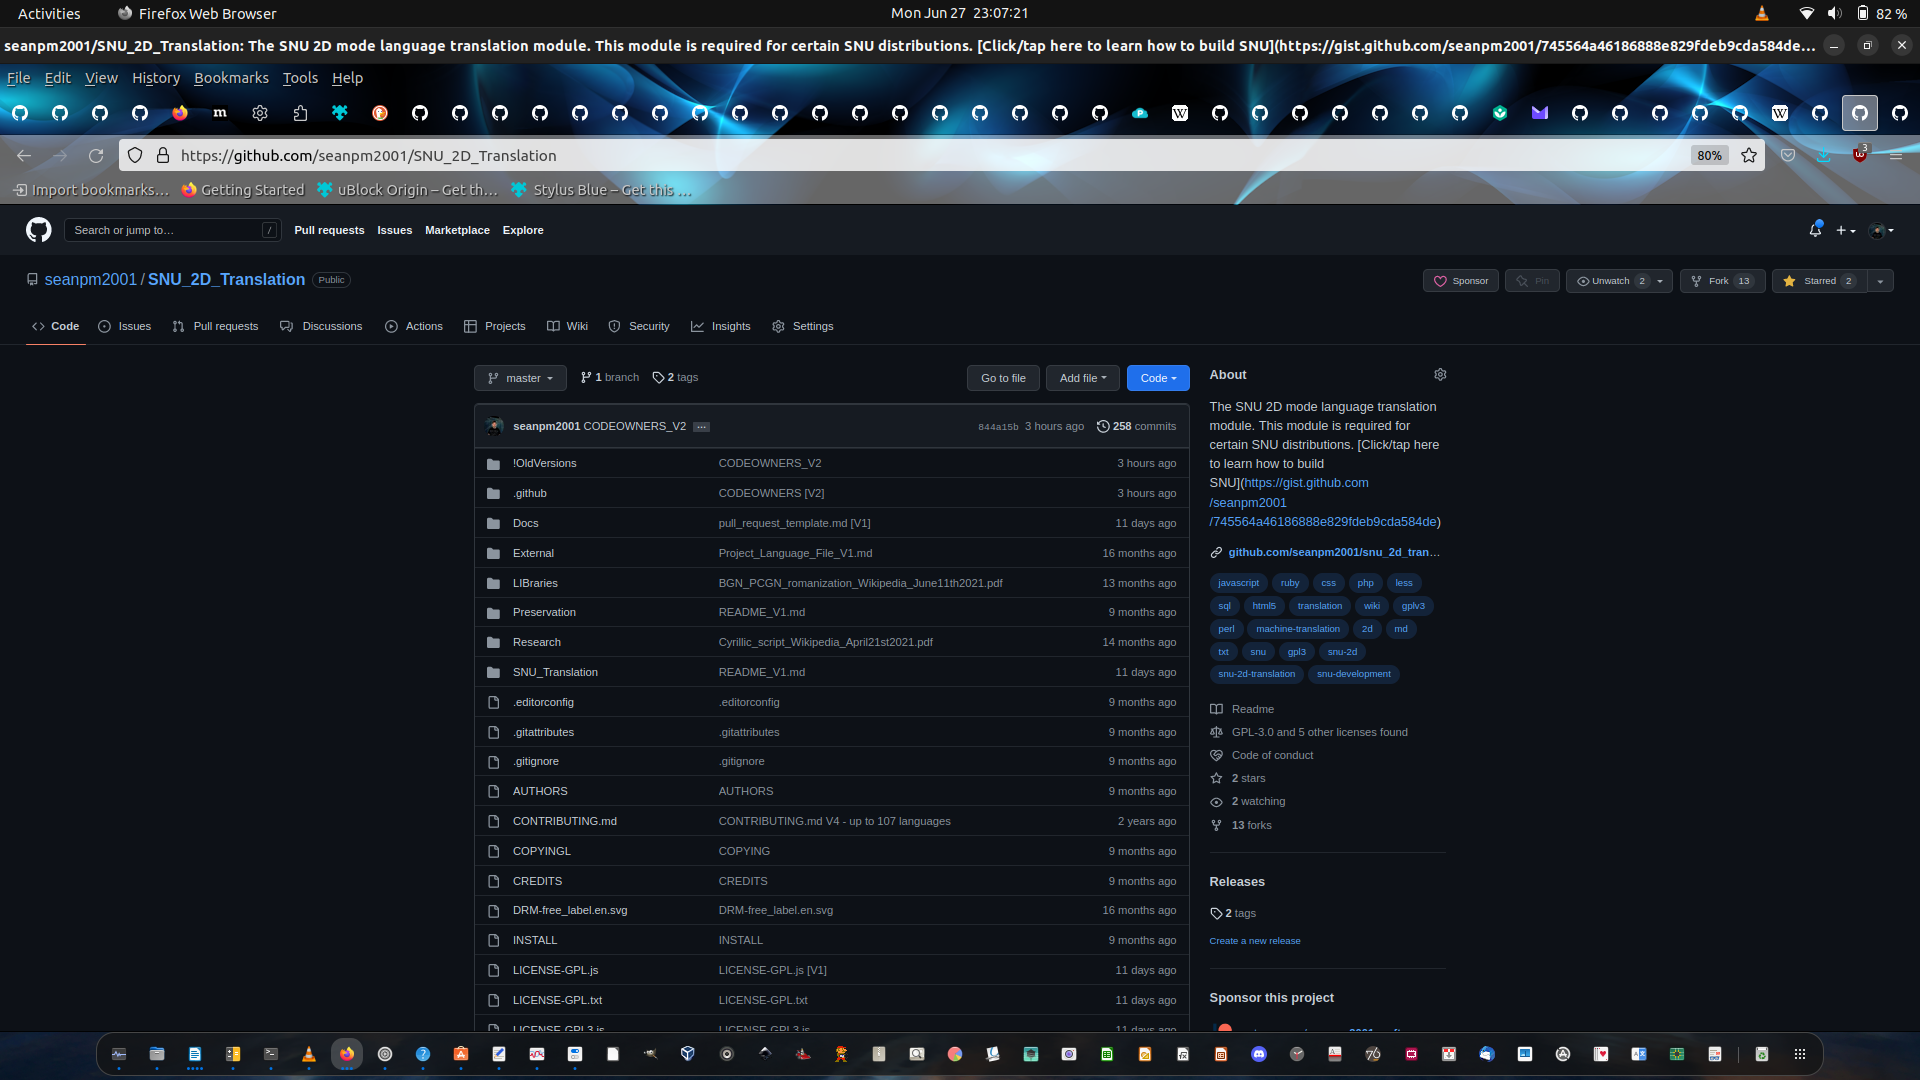 Activities
Firefox Web Browser
Mon Jun 27  23:07:21
82 %
seanpm2001/SNU_2D_Translation: The SNU 2D mode language translation module. This module is required for certain SNU distributions. [Click/tap here to learn how to build SNU](https://gist.github.com/seanpm2001/745564a46186888e829fdeb9cda584de…
File Edit View History Bookmarks Tools Help
https://github.com/seanpm2001/SNU_2D_Translation
80%
3
Import bookmarks… Getting Started uBlock Origin – Get th… Stylus Blue – Get this …
Search or jump to… /
Pull requests Issues Marketplace Explore
seanpm2001 / SNU_2D_Translation Public
Sponsor Pin Unwatch 2 Fork 13 Starred 2
Code Issues Pull requests Discussions Actions Projects Wiki Security Insights Settings
master 1 branch 2 tags Go to file Add file Code
seanpm2001 CODEOWNERS_V2 … 844a15b 3 hours ago 258 commits
!OldVersions CODEOWNERS_V2 3 hours ago
.github CODEOWNERS [V2] 3 hours ago
Docs pull_request_template.md [V1] 11 days ago
External Project_Language_File_V1.md 16 months ago
LIBraries BGN_PCGN_romanization_Wikipedia_June11th2021.pdf 13 months ago
Preservation README_V1.md 9 months ago
Research Cyrillic_script_Wikipedia_April21st2021.pdf 14 months ago
SNU_Translation README_V1.md 11 days ago
.editorconfig .editorconfig 9 months ago
.gitattributes .gitattributes 9 months ago
.gitignore .gitignore 9 months ago
AUTHORS AUTHORS 9 months ago
CONTRIBUTING.md CONTRIBUTING.md V4 - up to 107 languages 2 years ago
COPYINGL COPYING 9 months ago
CREDITS CREDITS 9 months ago
DRM-free_label.en.svg DRM-free_label.en.svg 16 months ago
INSTALL INSTALL 9 months ago
LICENSE-GPL.js LICENSE-GPL.js [V1] 11 days ago
LICENSE-GPL.txt LICENSE-GPL.txt 11 days ago
LICENSE-GPL3.js LICENSE-GPL3.js 11 days ago
About
The SNU 2D mode language translation
module. This module is required for
certain SNU distributions. [Click/tap here
to learn how to build
SNU](https://gist.github.com
/seanpm2001
/745564a46186888e829fdeb9cda584de)
github.com/seanpm2001/snu_2d_tran…
javascript ruby css php less
sql html5 translation wiki gplv3
perl machine-translation 2d md
txt snu gpl3 snu-2d
snu-2d-translation snu-development
Readme
GPL-3.0 and 5 other licenses found
Code of conduct
2 stars
2 watching
13 forks
Releases
2 tags
Create a new release
Sponsor this project